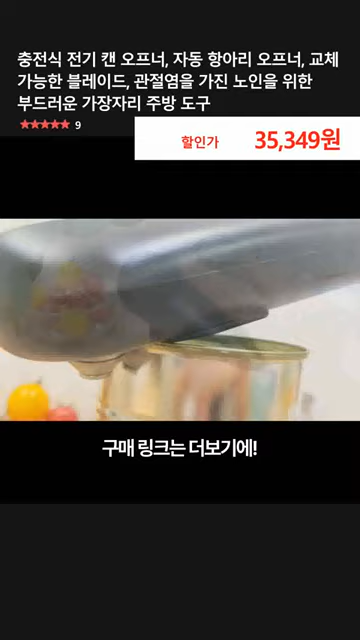 충전식 전기 캔 오프너, 자동 항아리 오프너, 교체
가능한 블레이드, 관절염을 가진 노인을 위한
부드러운 가장자리 주방 도구
★★★★★ 9
할인가 35,349원
구매 링크는 더보기에!